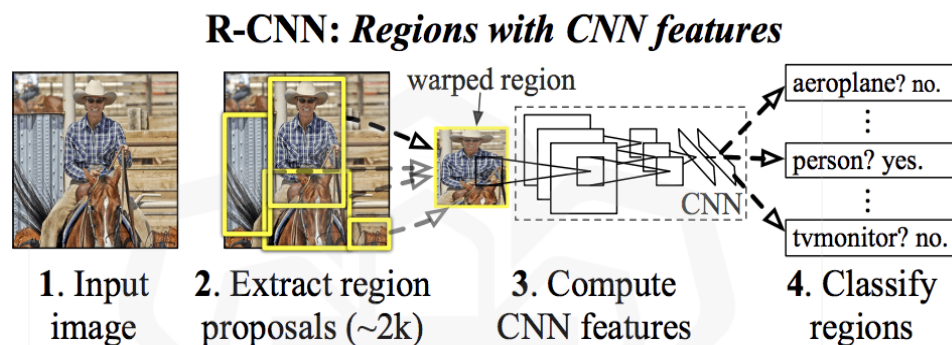 R-CNN: Regions with CNN features
warped region
aeroplane? no.
person? yes.
tvmonitor? no.
CNN
1. Input
image
2. Extract region
proposals (~2k)
3. Compute
CNN features
4. Classify
regions